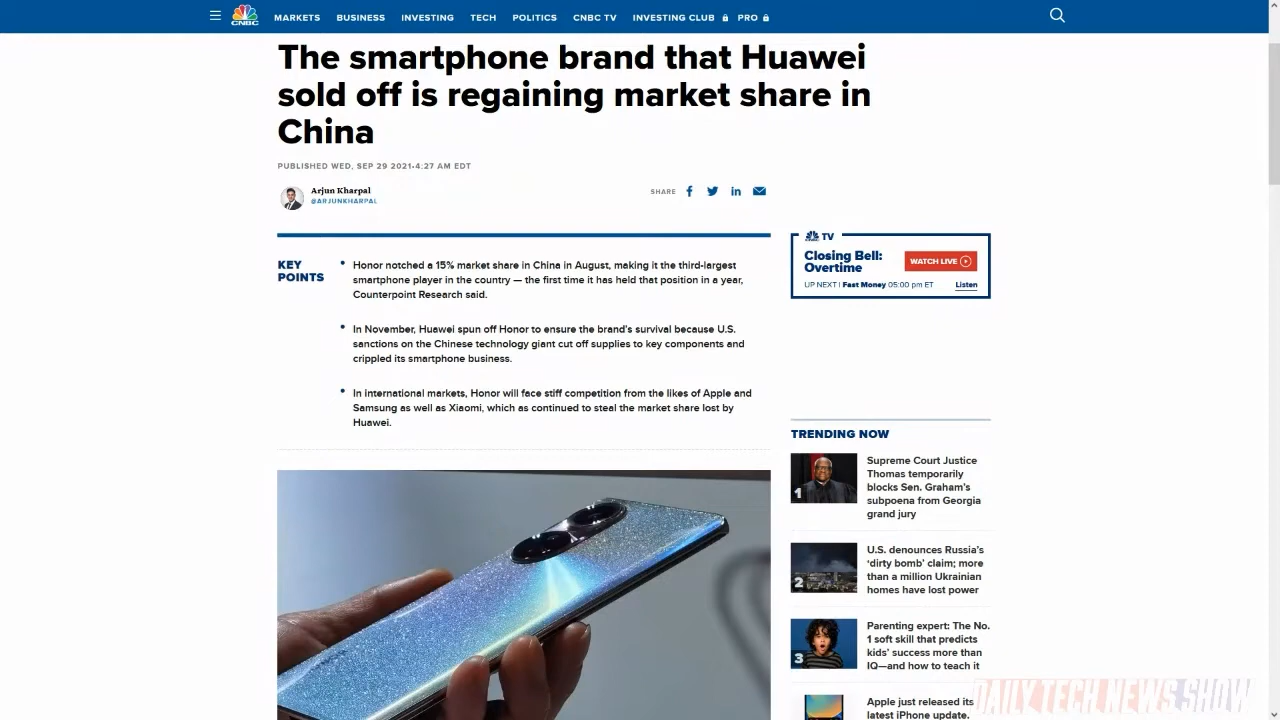 CNBC
MARKETS BUSINESS INVESTING TECH POLITICS CNBC TV INVESTING CLUB PRO
The smartphone brand that Huawei
sold off is regaining market share in
China
PUBLISHED WED, SEP 29 2021•4:27 AM EDT
Arjun Kharpal
@ARJUNKHARPAL
SHARE
KEY
POINTS
Honor notched a 15% market share in China in August, making it the third-largest
smartphone player in the country — the first time it has held that position in a year,
Counterpoint Research said.
In November, Huawei spun off Honor to ensure the brand's survival because U.S.
sanctions on the Chinese technology giant cut off supplies to key components and
crippled its smartphone business.
In international markets, Honor will face stiff competition from the likes of Apple and
Samsung as well as Xiaomi, which as continued to steal the market share lost by
Huawei.
TV
Closing Bell:
Overtime
WATCH LIVE
UP NEXT | Fast Money 05:00 pm ET
Listen
TRENDING NOW
1
Supreme Court Justice
Thomas temporarily
blocks Sen. Graham's
subpoena from Georgia
grand jury
2
U.S. denounces Russia's
'dirty bomb' claim; more
than a million Ukrainian
homes have lost power
3
Parenting expert: The No.
1 soft skill that predicts
kids' success more than
IQ—and how to teach it
Apple just released its
latest iPhone update.
DAILY TECH NEWS SHOW